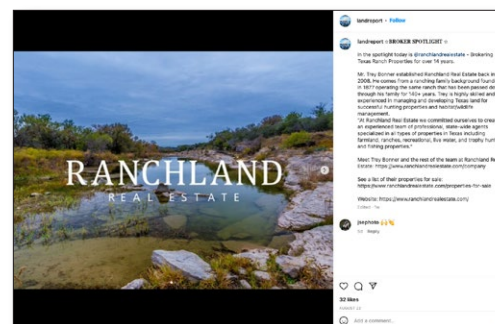 RANCHLAND
REAL ESTATE
landreport • Follow
landreport ⭐BROKER SPOTLIGHT ⭐
In the spotlight today is @ranchlandrealestate - Brokering
Texas Ranch Properties for over 14 years.
Mr. Trey Bonner established Ranchland Real Estate back in
2008. He comes from a ranching family background
in 1877 operating the same ranch that has been passed
through his family for 140+ years. Trey is highly skilled and
experienced in managing and developing Texas land for
successful hunting properties and habitat/wildlife
management.
"At Ranchland Real Estate we committed ourselves to
an experienced team of professional, state-wide agents
specialized in all types of properties in Texas including
farmland, ranches, recreational, live water, and trophy
and fishing properties."
Meet Trey Bonner and the rest of the team at Ranchland
Estate: https://www.ranchlandrealestate.com/company
See a list of their properties for sale:
https://www.ranchlandrealestate.com/properties-for-sale
Website: https://www.ranchlandrealestate.com/
Edited
jsephoto 🙌👏
Reply
32 likes
AUGUST
Add a comment...